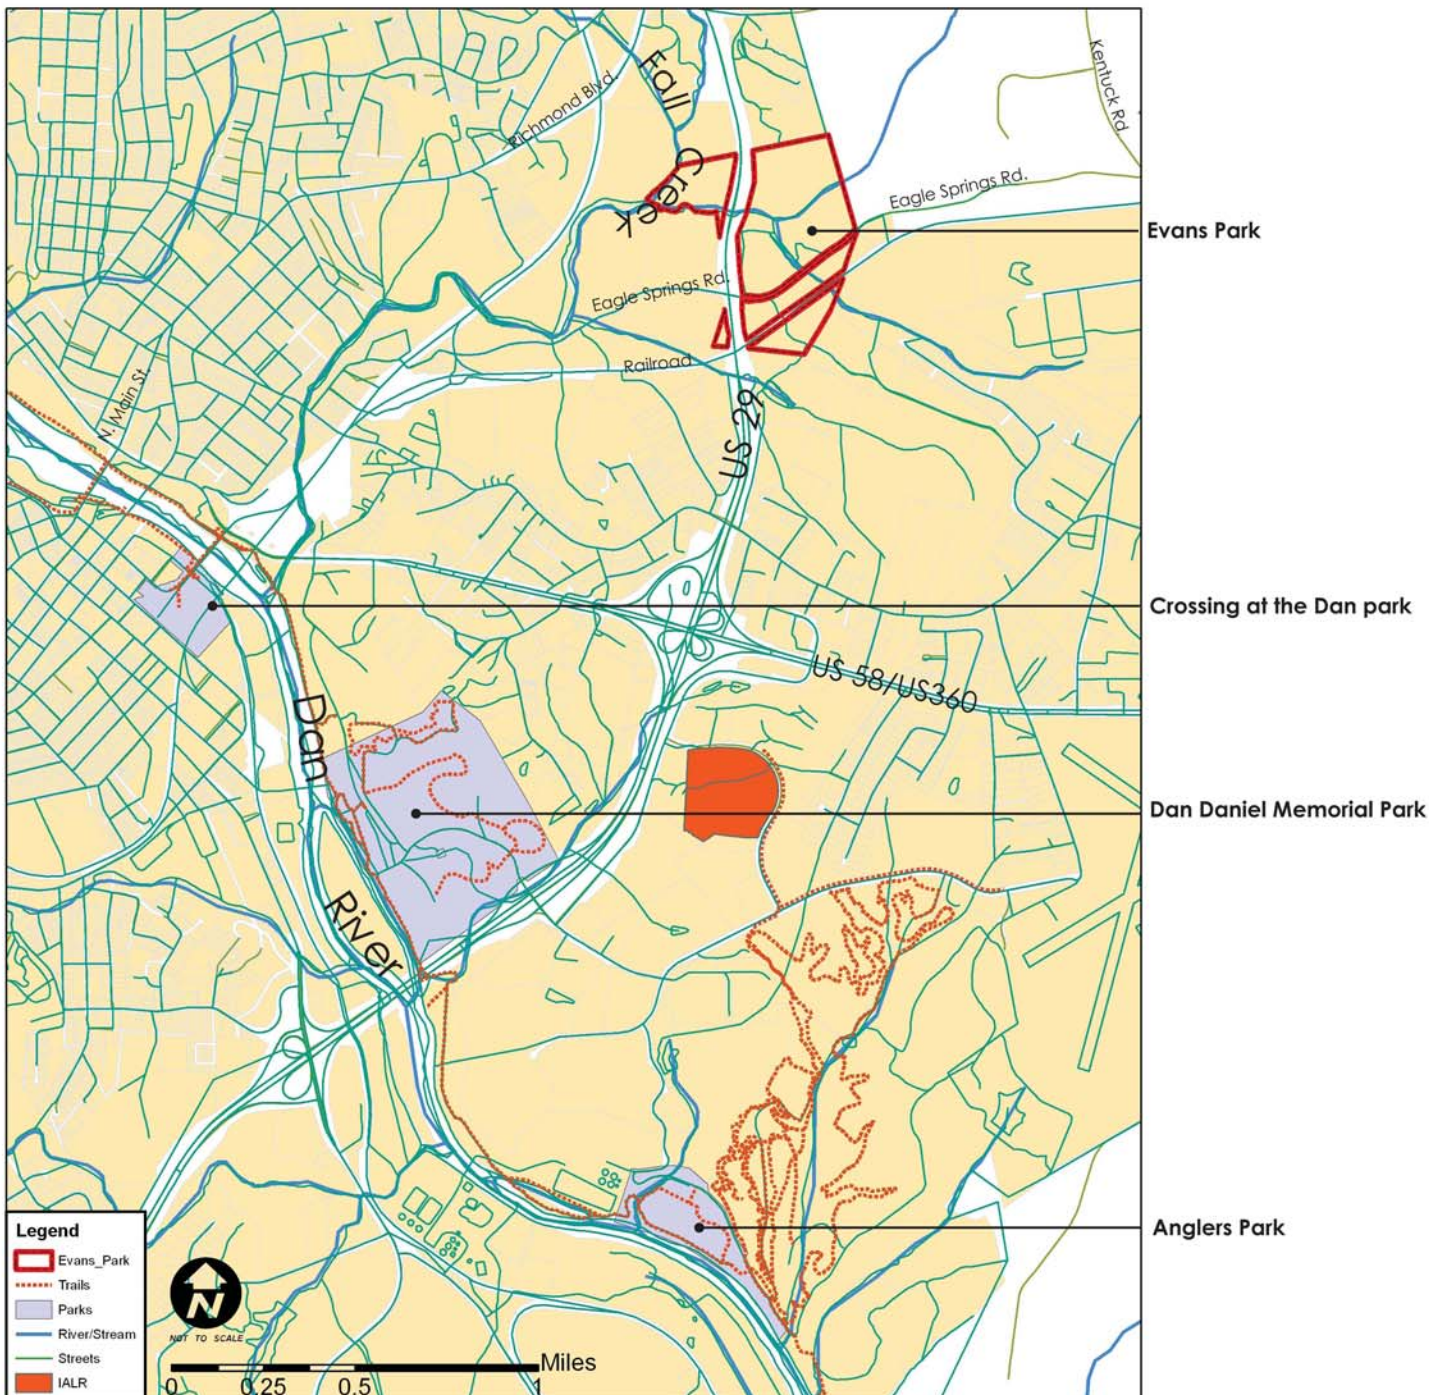 Kentuck Rd
Fall
Creek
Richmond Blvd.
Eagle Springs Rd.
Evans Park
Eagle Springs Rd.
Railroad
N. Main St.
US 29
Crossing at the Dan park
US 58/US360
Dan
River
Dan Daniel Memorial Park
Anglers Park
Legend
Evans_Park
Trails
Parks
River/Stream
Streets
IALR
N
NOT TO SCALE
Miles
0 0.25 0.5 1